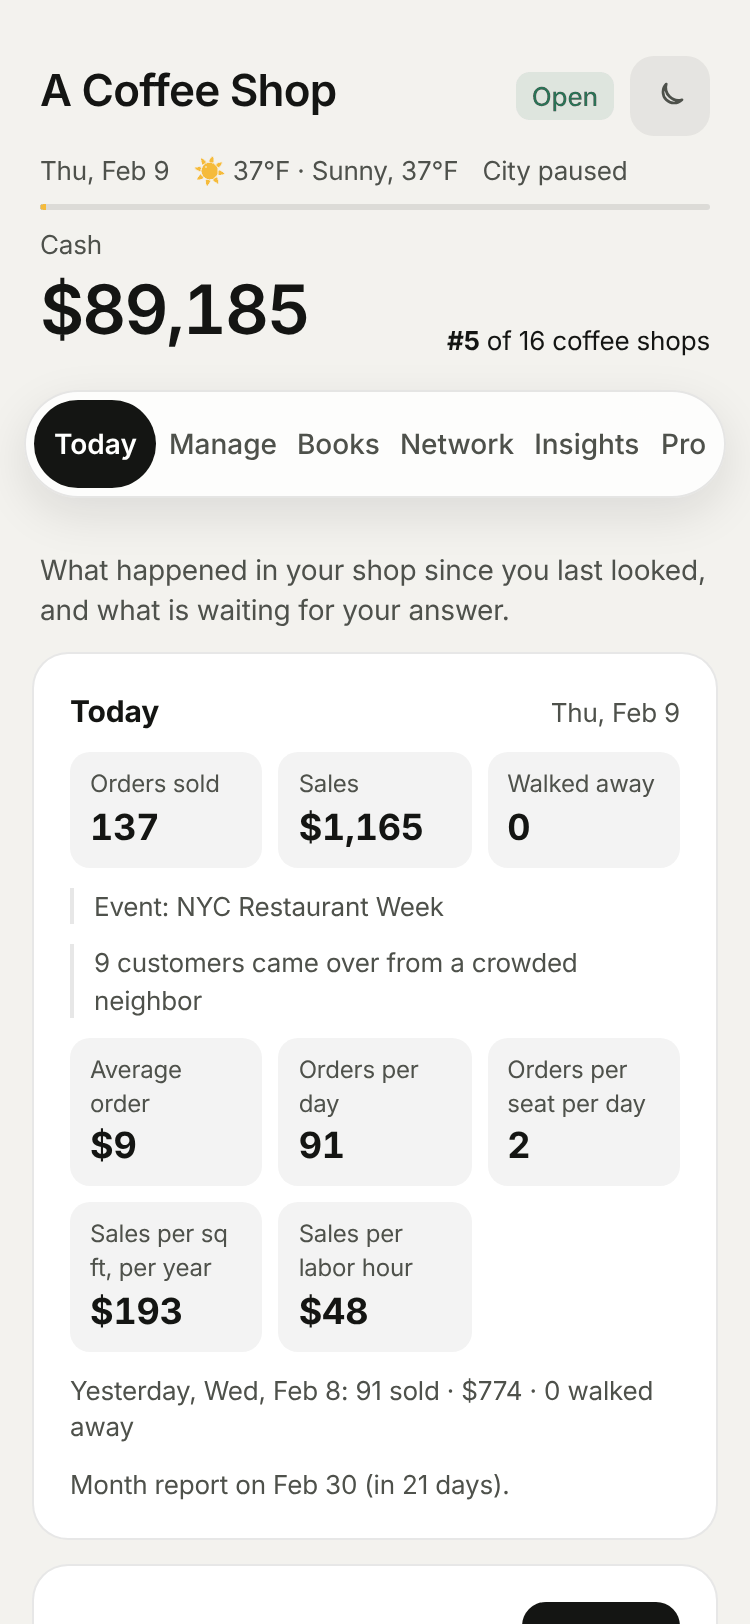 A Coffee Shop
Open
Thu, Feb 9 ☀️ 37°F · Sunny, 37°F City paused
Cash
$89,185
#5 of 16 coffee shops
Today Manage Books Network Insights Pro
What happened in your shop since you last looked,
and what is waiting for your answer.
Today
Thu, Feb 9
Orders sold
137
Sales
$1,165
Walked away
0
Event: NYC Restaurant Week
9 customers came over from a crowded
neighbor
Average
order
$9
Orders per
day
91
Orders per
seat per day
2
Sales per sq
ft, per year
$193
Sales per
labor hour
$48
Yesterday, Wed, Feb 8: 91 sold · $774 · 0 walked
away
Month report on Feb 30 (in 21 days).